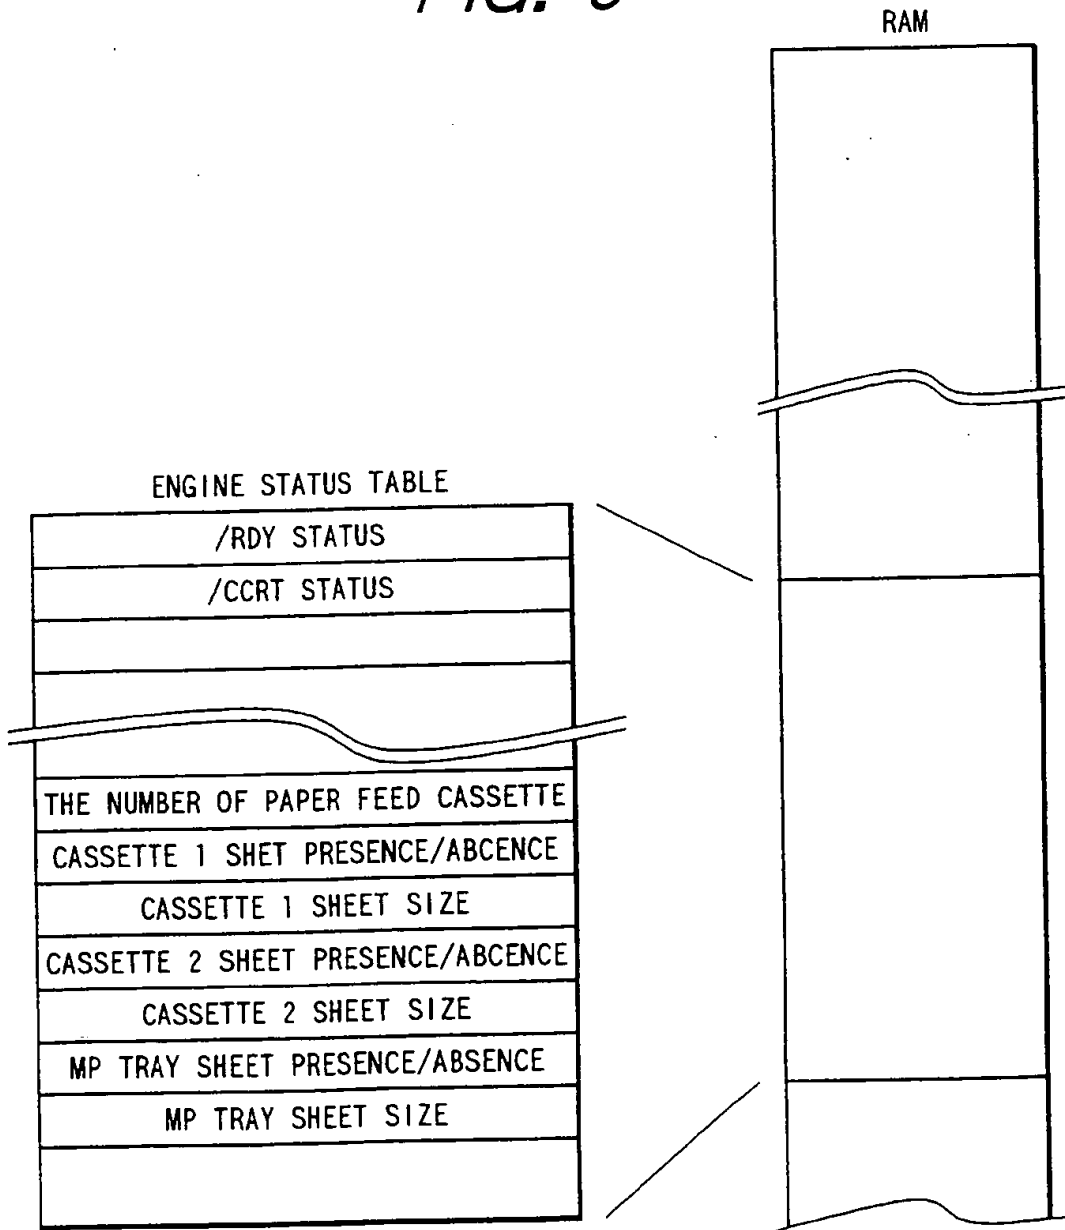 FIG.
RAM
ENGINE STATUS TABLE
/RDY STATUS
/CCRT STATUS
THE NUMBER OF PAPER FEED CASSETTE
CASSETTE 1 SHET PRESENCE/ABCENCE
CASSETTE 1 SHEET SIZE
CASSETTE 2 SHEET PRESENCE/ABCENCE
CASSETTE 2 SHEET SIZE
MP TRAY SHEET PRESENCE/ABSENCE
MP TRAY SHEET SIZE